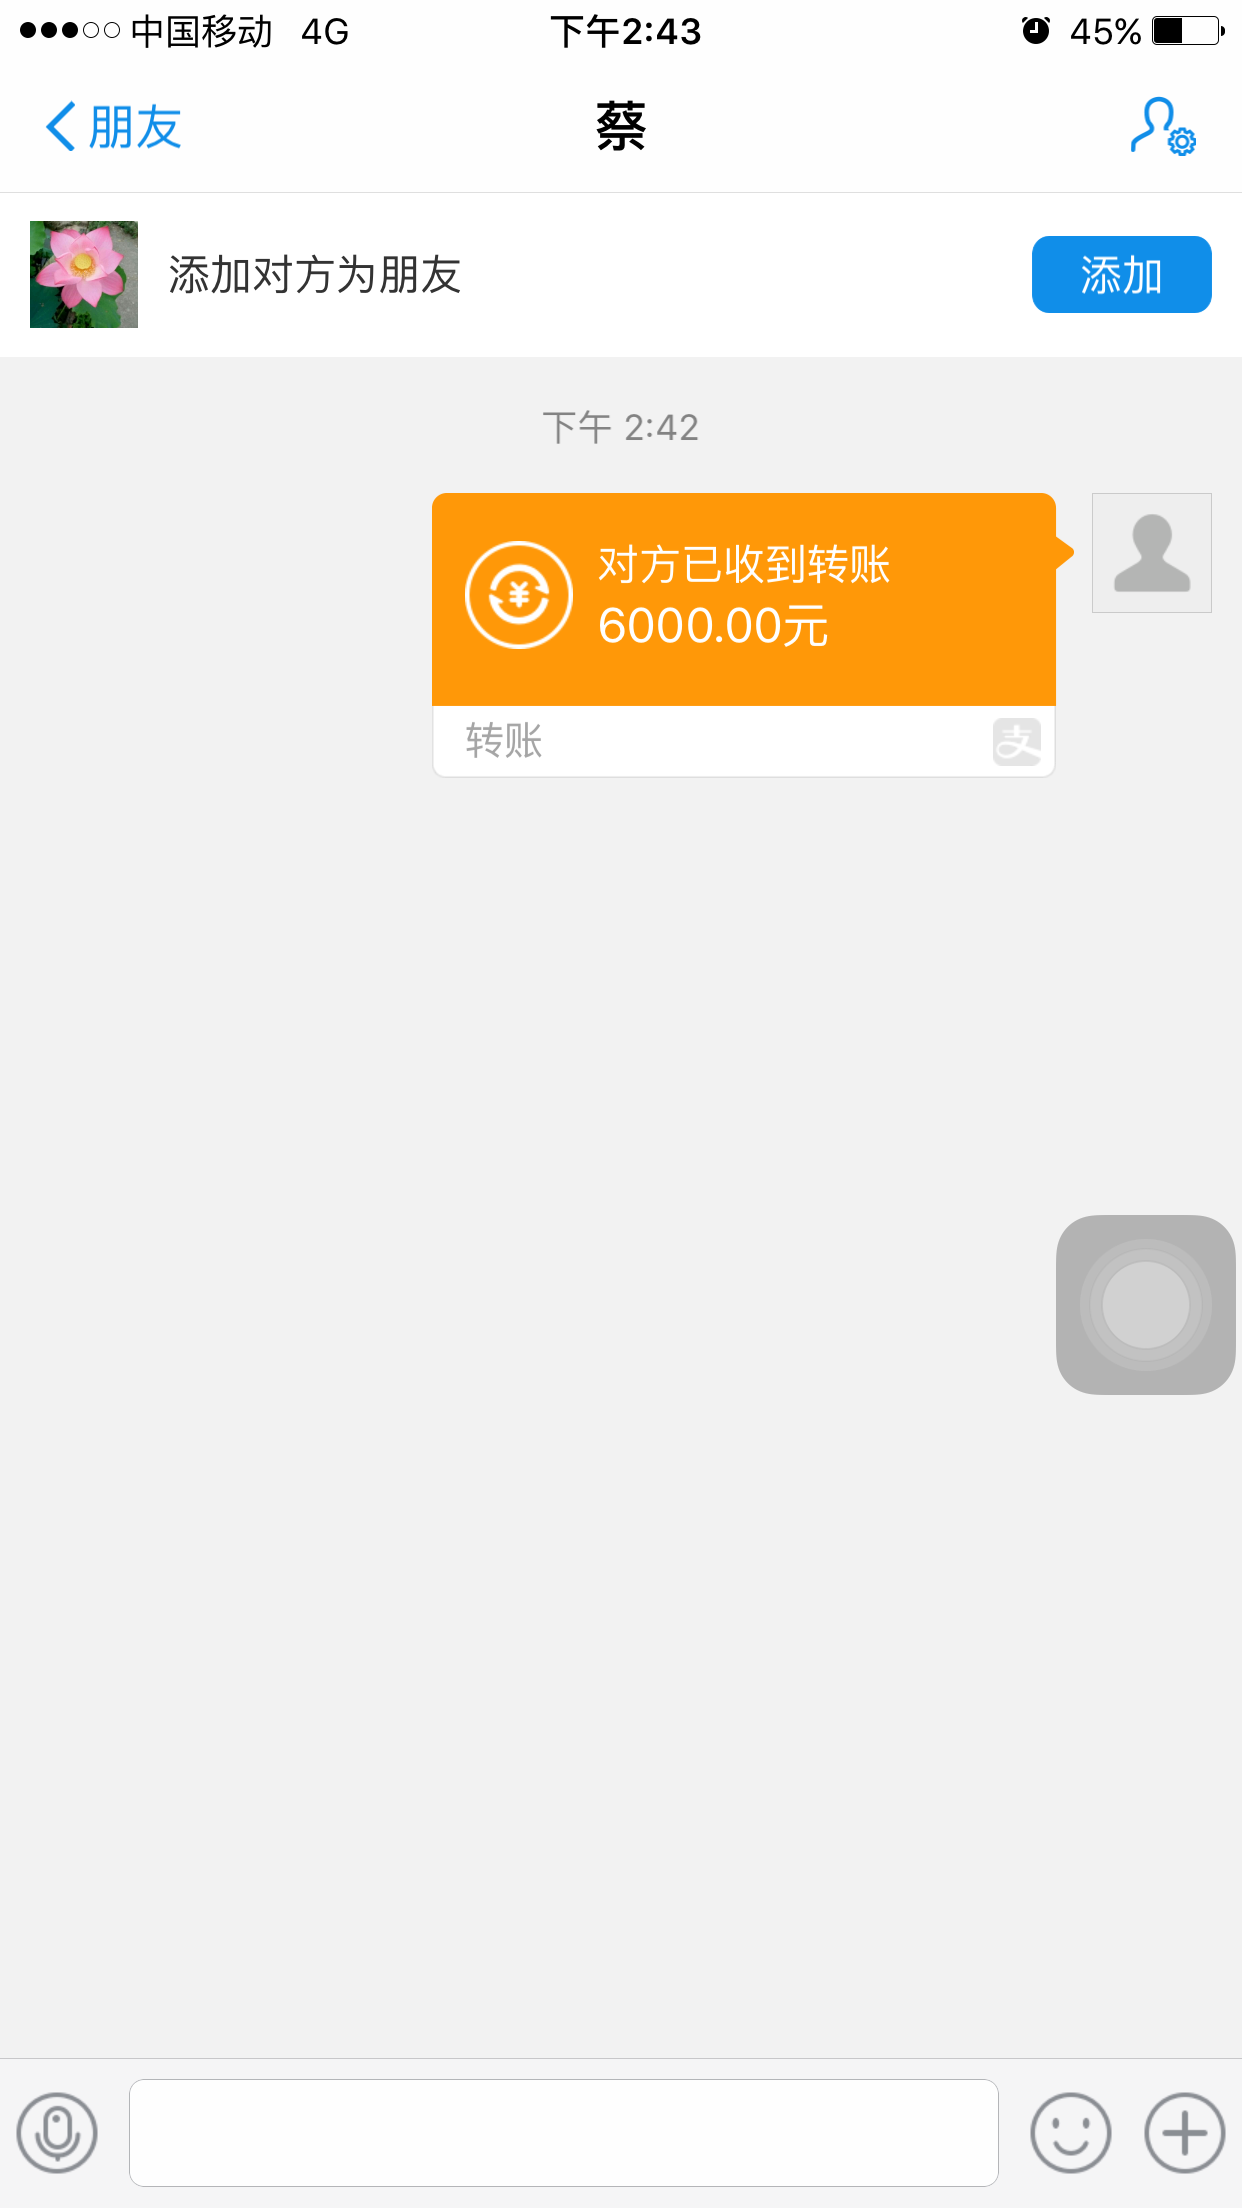 中国移动 4G 下午2:43 45%
朋友 蔡
添加对方为朋友 添加
下午 2:42
对方已收到转账
6000.00元
转账 支